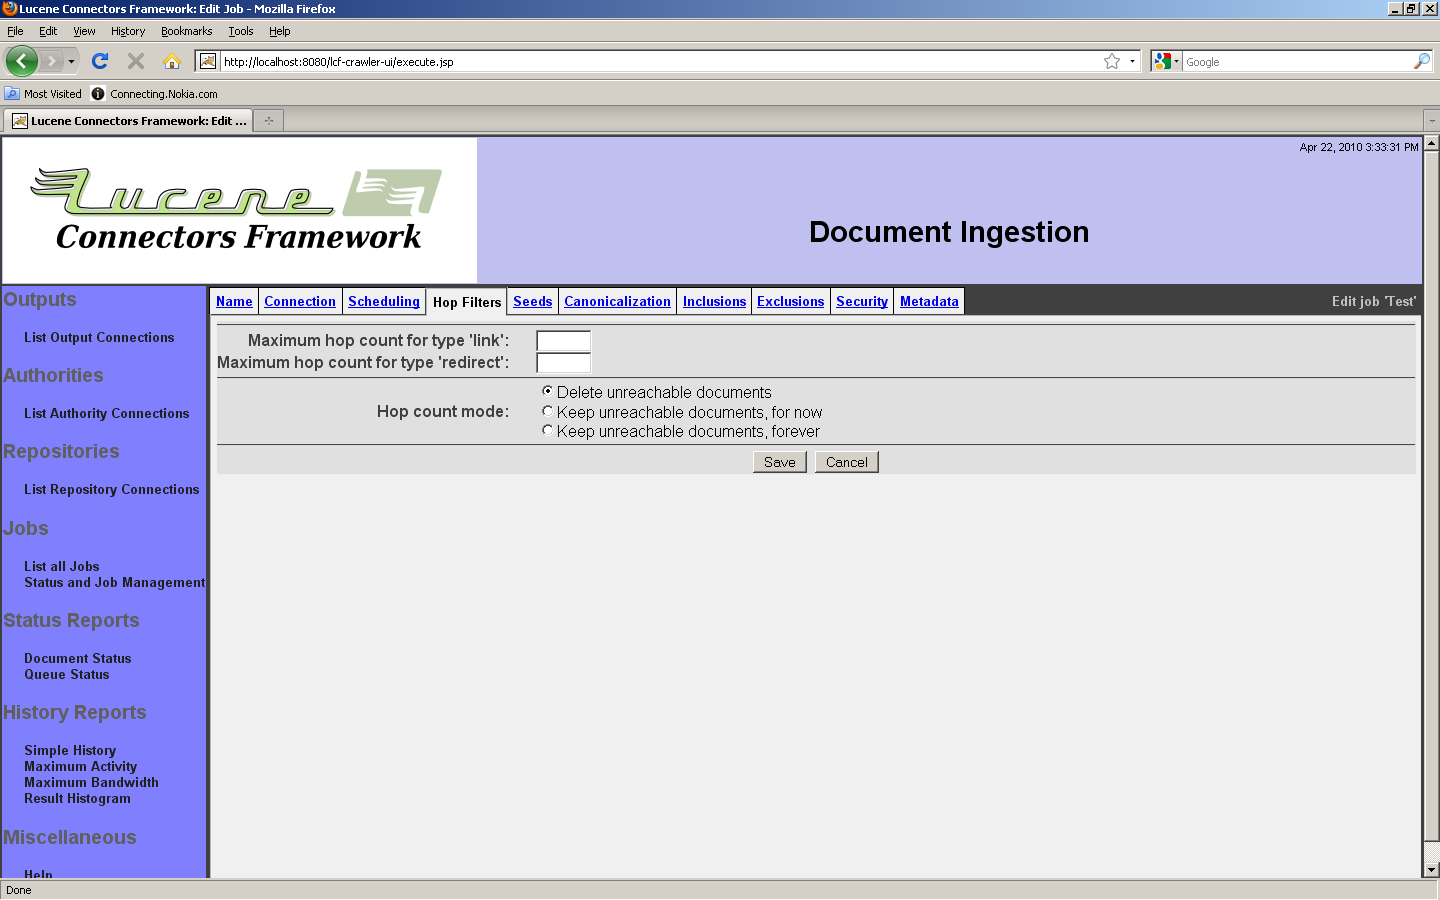 Lucene Connectors Framework: Edit Job - Mozilla Firefox
File Edit View History Bookmarks Tools Help
http://localhost:8080/lcf-crawler-ui/execute.jsp
Google
Most Visited Connecting.Nokia.com
Lucene Connectors Framework: Edit ...
Apr 22, 2010 3:33:31 PM
Lucene
Connectors Framework
Document Ingestion
Name Connection Scheduling Hop Filters Seeds Canonicalization Inclusions Exclusions Security Metadata Edit job 'Test'
Outputs
List Output Connections
Authorities
List Authority Connections
Repositories
List Repository Connections
Jobs
List all Jobs
Status and Job Management
Status Reports
Document Status
Queue Status
History Reports
Simple History
Maximum Activity
Maximum Bandwidth
Result Histogram
Miscellaneous
Help
Maximum hop count for type 'link':
Maximum hop count for type 'redirect':
Hop count mode:
Delete unreachable documents
Keep unreachable documents, for now
Keep unreachable documents, forever
Save Cancel
Done